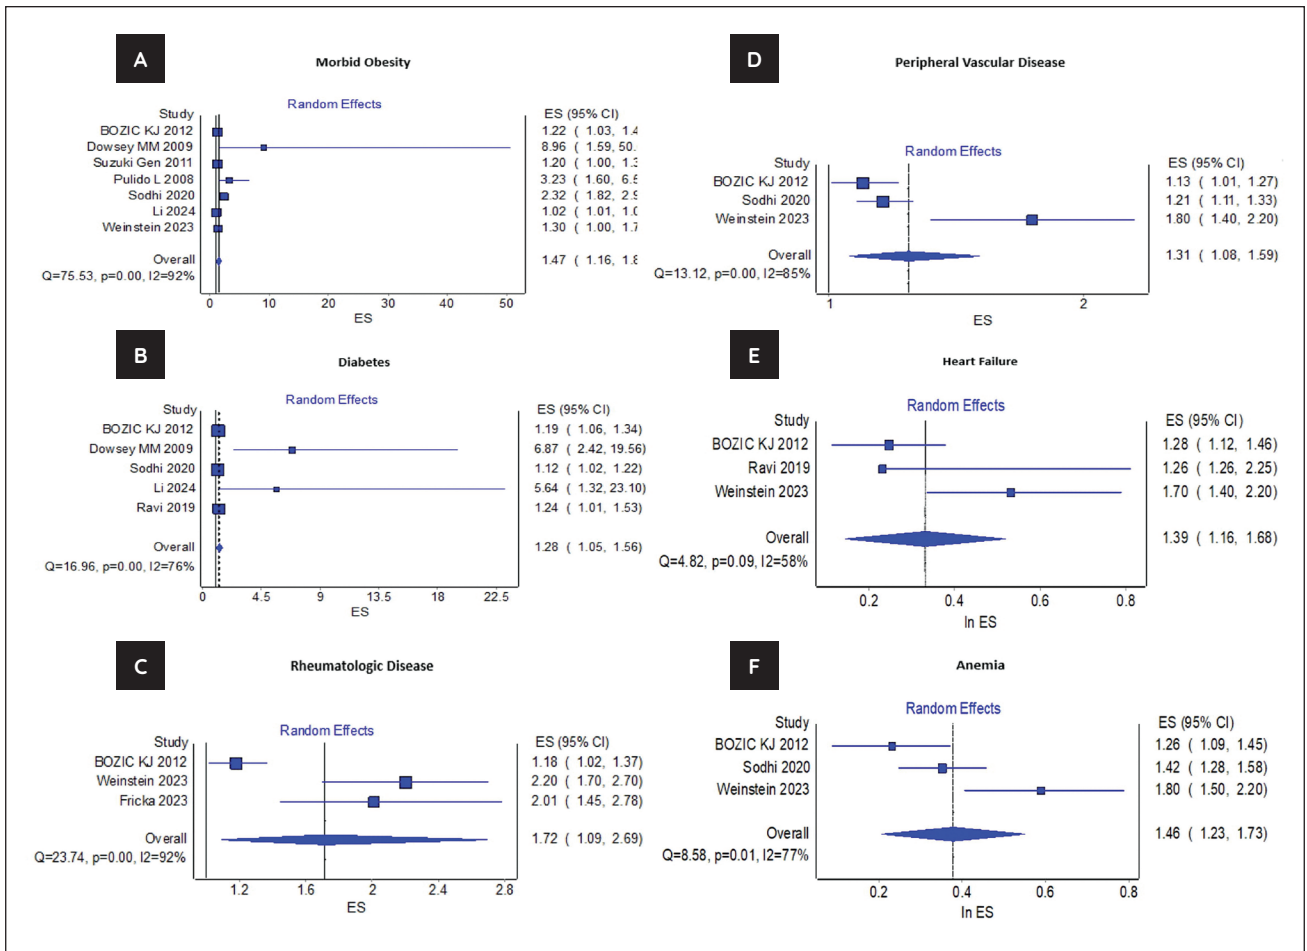 A
Morbid Obesity
Random Effects
Study ES (95% CI)
BOZIC KJ 2012 1.22 ( 1.03, 1.4
Dowsey MM 2009 8.96 ( 1.59, 50.
Suzuki Gen 2011 1.20 ( 1.00, 1.3
Pulido L 2008 3.23 ( 1.60, 6.5
Sodhi 2020 2.32 ( 1.82, 2.9
Li 2024 1.02 ( 1.01, 1.0
Weinstein 2023 1.30 ( 1.00, 1.7
Overall 1.47 ( 1.16, 1.8
Q=75.53, p=0.00, I2=92%
0 10 20 30 40 50
ES
B
Diabetes
Random Effects
Study ES (95% CI)
BOZIC KJ 2012 1.19 ( 1.06, 1.34)
Dowsey MM 2009 6.87 ( 2.42, 19.56)
Sodhi 2020 1.12 ( 1.02, 1.22)
Li 2024 5.64 ( 1.32, 23.10)
Ravi 2019 1.24 ( 1.01, 1.53)
Overall 1.28 ( 1.05, 1.56)
Q=16.96, p=0.00, I2=76%
0 4.5 9 13.5 18 22.5
ES
C
Rheumatologic Disease
Random Effects
Study ES (95% CI)
BOZIC KJ 2012 1.18 ( 1.02, 1.37)
Weinstein 2023 2.20 ( 1.70, 2.70)
Fricka 2023 2.01 ( 1.45, 2.78)
Overall 1.72 ( 1.09, 2.69)
Q=23.74, p=0.00, I2=92%
1.2 1.6 2 2.4 2.8
ES
D
Peripheral Vascular Disease
Random Effects
Study ES (95% CI)
BOZIC KJ 2012 1.13 ( 1.01, 1.27)
Sodhi 2020 1.21 ( 1.11, 1.33)
Weinstein 2023 1.80 ( 1.40, 2.20)
Overall 1.31 ( 1.08, 1.59)
Q=13.12, p=0.00, I2=85%
1 2
ES
E
Heart Failure
Random Effects
Study ES (95% CI)
BOZIC KJ 2012 1.28 ( 1.12, 1.46)
Ravi 2019 1.26 ( 1.26, 2.25)
Weinstein 2023 1.70 ( 1.40, 2.20)
Overall 1.39 ( 1.16, 1.68)
Q=4.82, p=0.09, I2=58%
0.2 0.4 0.6 0.8
ln ES
F
Anemia
Random Effects
Study ES (95% CI)
BOZIC KJ 2012 1.26 ( 1.09, 1.45)
Sodhi 2020 1.42 ( 1.28, 1.58)
Weinstein 2023 1.80 ( 1.50, 2.20)
Overall 1.46 ( 1.23, 1.73)
Q=8.58, p=0.01, I2=77%
0.2 0.4 0.6 0.8
ln ES